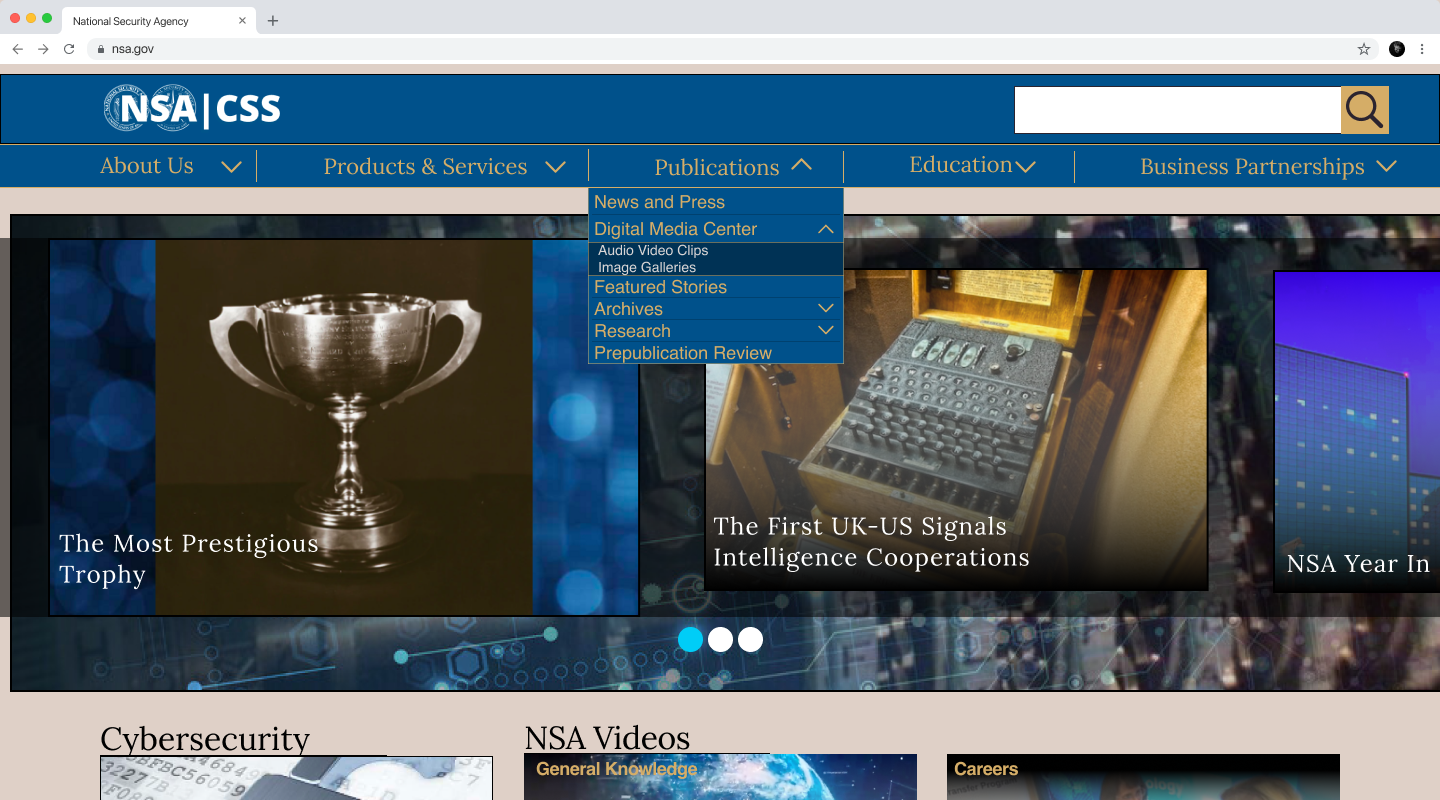 National Security Agency
nsa.gov
NSA|CSS
About Us
Products & Services
Publications
Education
Business Partnerships
News and Press
Digital Media Center
Audio Video Clips
Image Galleries
Featured Stories
Archives
Research
Prepublication Review
The Most Prestigious
Trophy
The First UK-US Signals
Intelligence Cooperations
NSA Year In
Cybersecurity
NSA Videos
General Knowledge
Careers